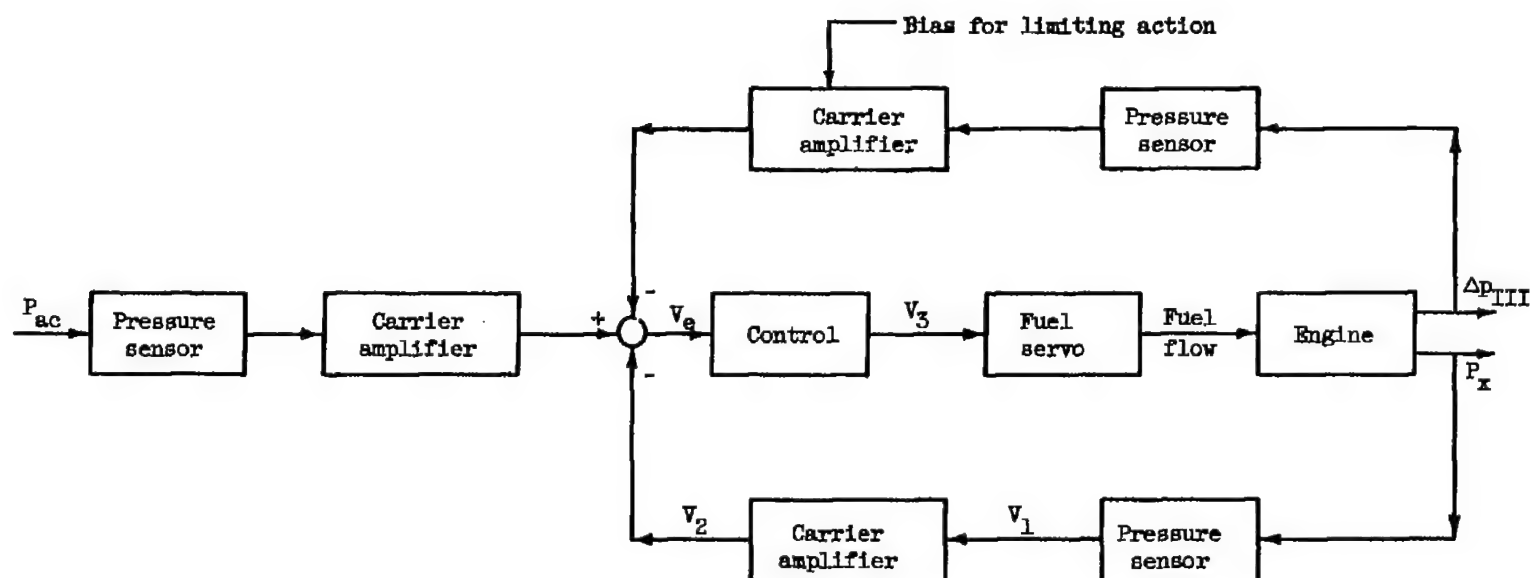 Bias for limiting action
Carrier
amplifier
Pressure
sensor
P_ac
Pressure
sensor
Carrier
amplifier
+
-
-
V_e
Control
V_3
Fuel
servo
Fuel
flow
Engine
Δp_III
P_x
V_2
Carrier
amplifier
V_1
Pressure
sensor